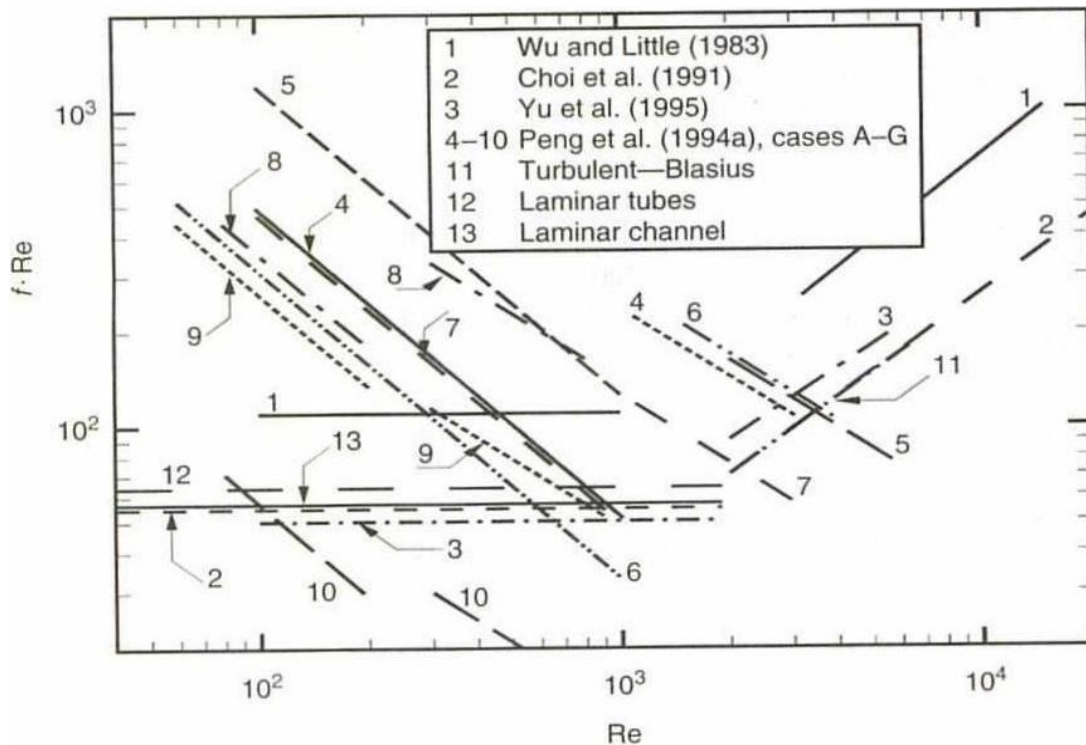 1 Wu and Little (1983)
2 Choi et al. (1991)
3 Yu et al. (1995)
4–10 Peng et al. (1994a), cases A–G
11 Turbulent—Blasius
12 Laminar tubes
13 Laminar channel
5
1
10³
8
4
2
f·Re
8
4
6
3
9
7
11
1
10²
13
9
5
12
7
3
2
6
10
10
10² 10³ 10⁴
Re